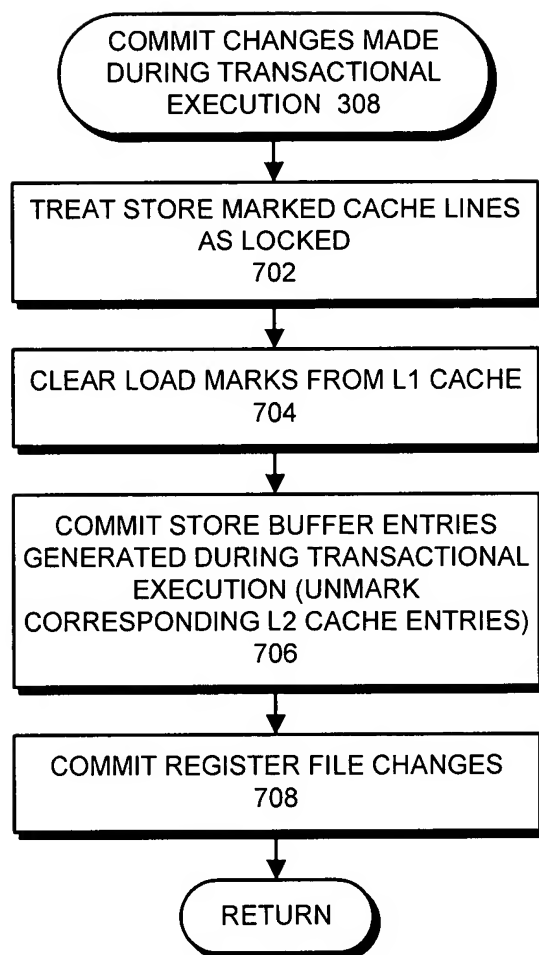 COMMIT CHANGES MADE
DURING TRANSACTIONAL
EXECUTION 308
TREAT STORE MARKED CACHE LINES
AS LOCKED
702
CLEAR LOAD MARKS FROM L1 CACHE
704
COMMIT STORE BUFFER ENTRIES
GENERATED DURING TRANSACTIONAL
EXECUTION (UNMARK
CORRESPONDING L2 CACHE ENTRIES)
706
COMMIT REGISTER FILE CHANGES
708
RETURN